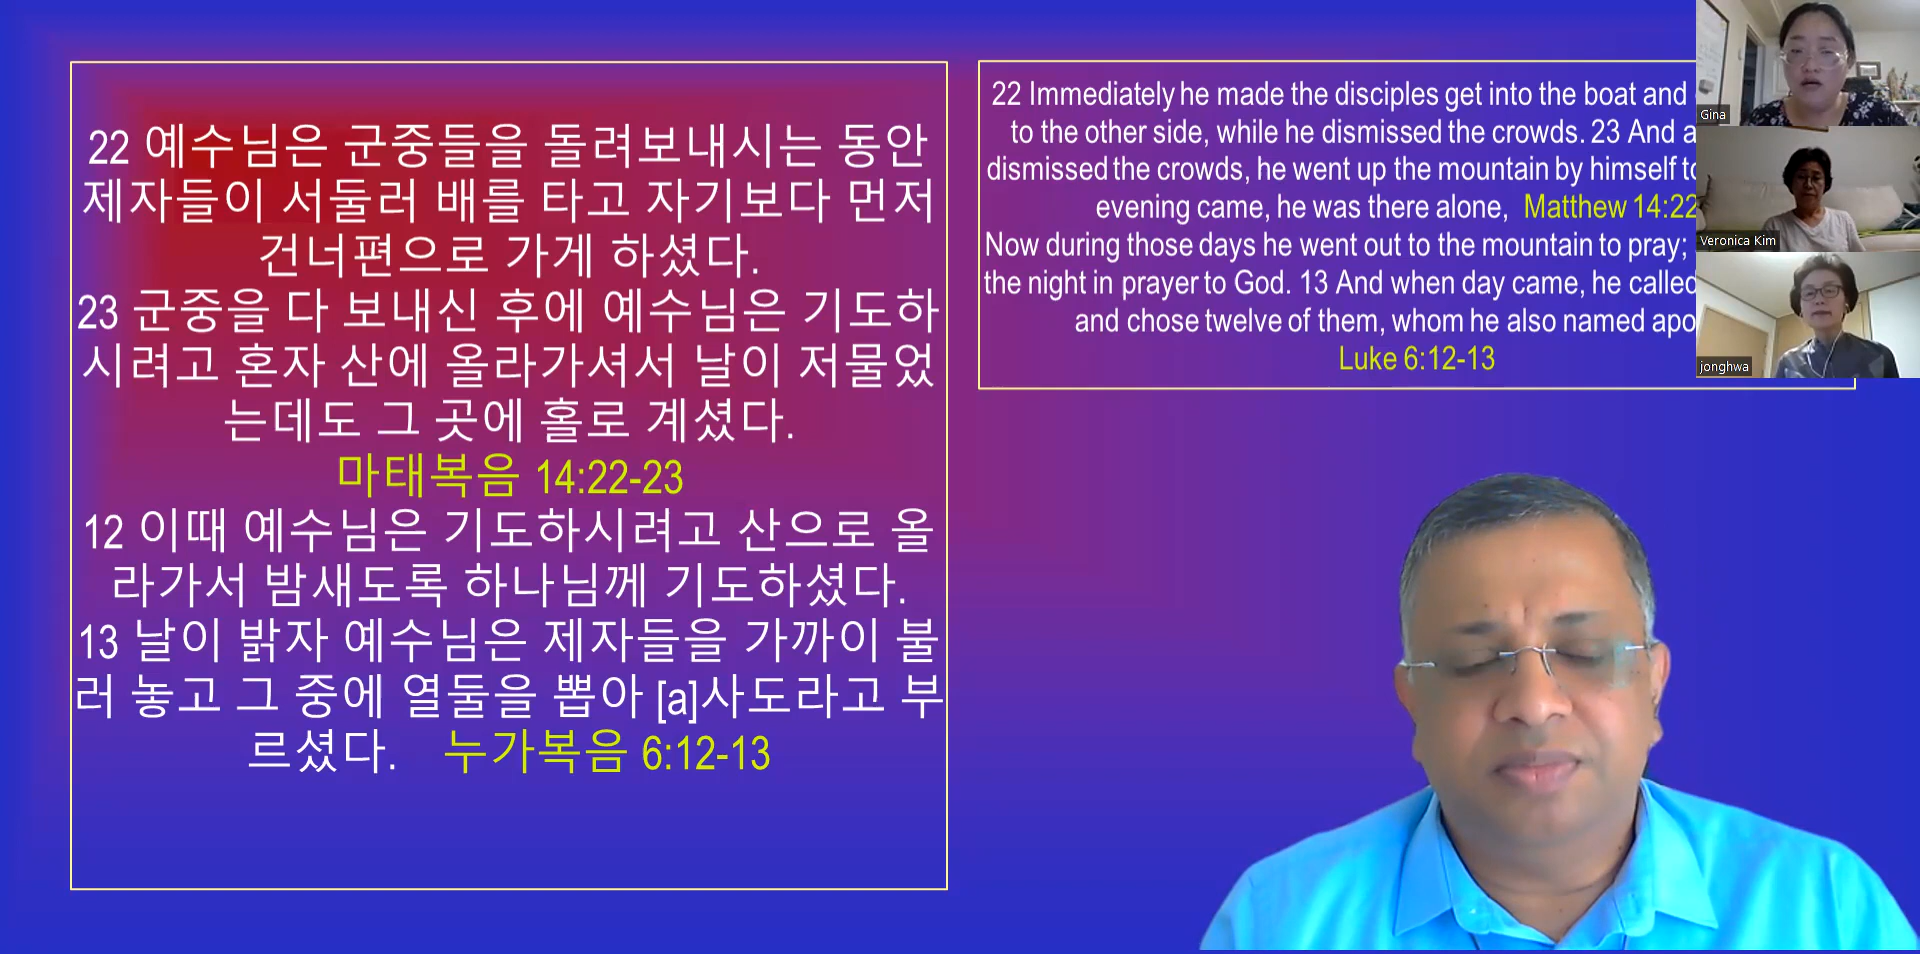 22 예수님은 군중들을 돌려보내시는 동안
제자들이 서둘러 배를 타고 자기보다 먼저
건너편으로 가게 하셨다.
23 군중을 다 보내신 후에 예수님은 기도하
시려고 혼자 산에 올라가셔서 날이 저물었
는데도 그 곳에 홀로 계셨다.
마태복음 14:22-23
12 이때 예수님은 기도하시려고 산으로 올
라가서 밤새도록 하나님께 기도하셨다.
13 날이 밝자 예수님은 제자들을 가까이 불
러 놓고 그 중에 열둘을 뽑아 [a]사도라고 부
르셨다. 누가복음 6:12-13
22 Immediately he made the disciples get into the boat and
to the other side, while he dismissed the crowds. 23 And a
dismissed the crowds, he went up the mountain by himself to
evening came, he was there alone, Matthew 14:22
Now during those days he went out to the mountain to pray;
the night in prayer to God. 13 And when day came, he called
and chose twelve of them, whom he also named apo
Luke 6:12-13
Gina
Veronica Kim
jonghwa